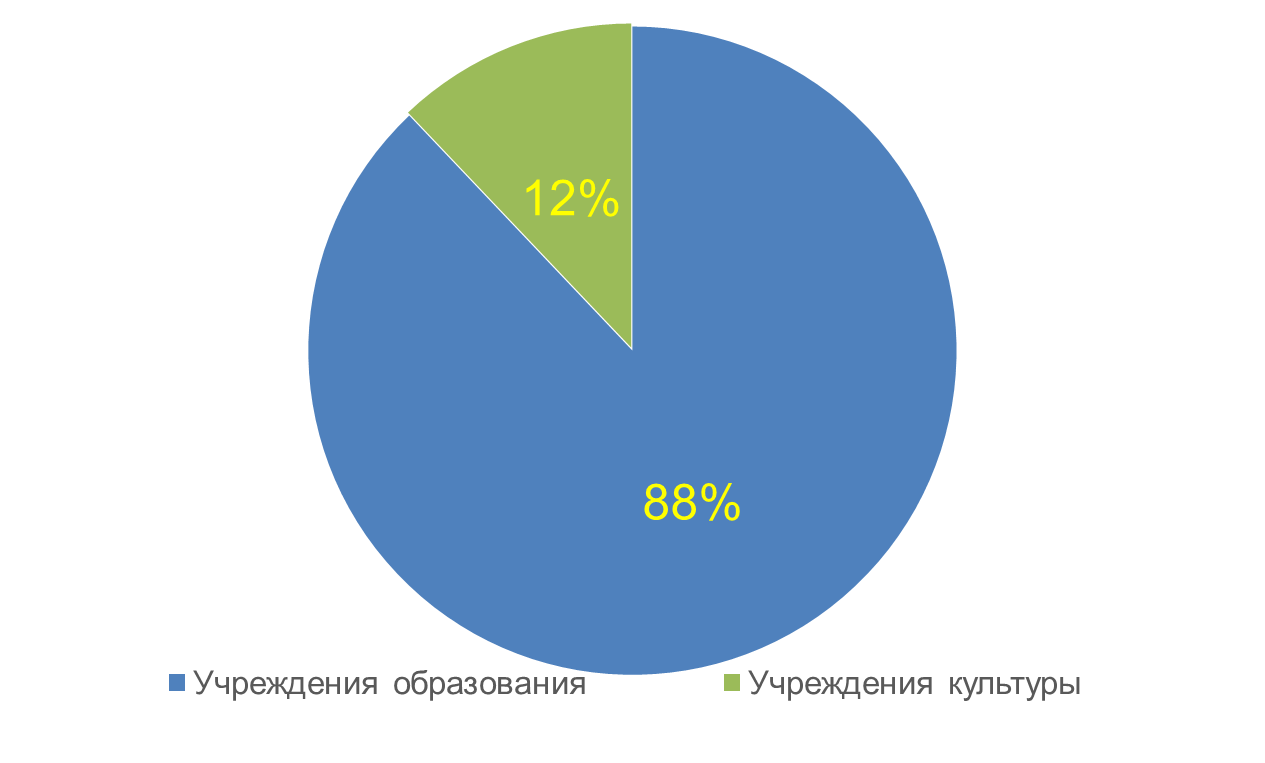 12%
88%
Учреждения образования
Учреждения культуры